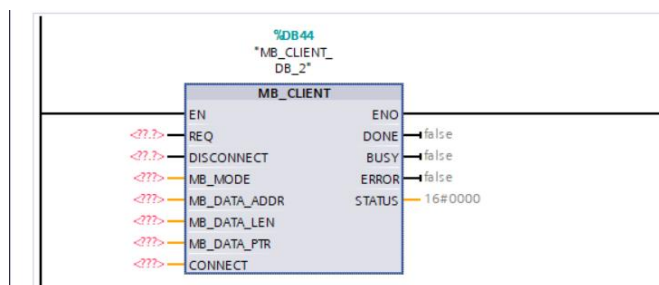 %DB44
"MB_CLIENT_
DB_2"
MB_CLIENT
EN ENO
<??.?> REQ DONE false
<??.?> DISCONNECT BUSY false
<???> MB_MODE ERROR false
<???> MB_DATA_ADDR STATUS 16#0000
<???> MB_DATA_LEN
<???> MB_DATA_PTR
<???> CONNECT